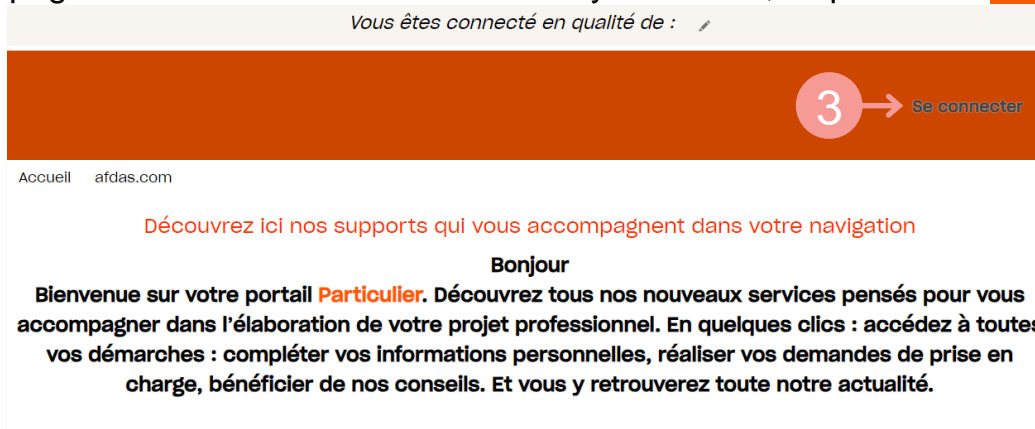 Vous êtes connecté en qualité de :
3
Se connecter
Accueil afdas.com
Découvrez ici nos supports qui vous accompagnent dans votre navigation
Bonjour
Bienvenue sur votre portail Particulier. Découvrez tous nos nouveaux services pensés pour vous
accompagner dans l'élaboration de votre projet professionnel. En quelques clics : accédez à toutes
vos démarches : compléter vos informations personnelles, réaliser vos demandes de prise en
charge, bénéficier de nos conseils. Et vous y retrouverez toute notre actualité.